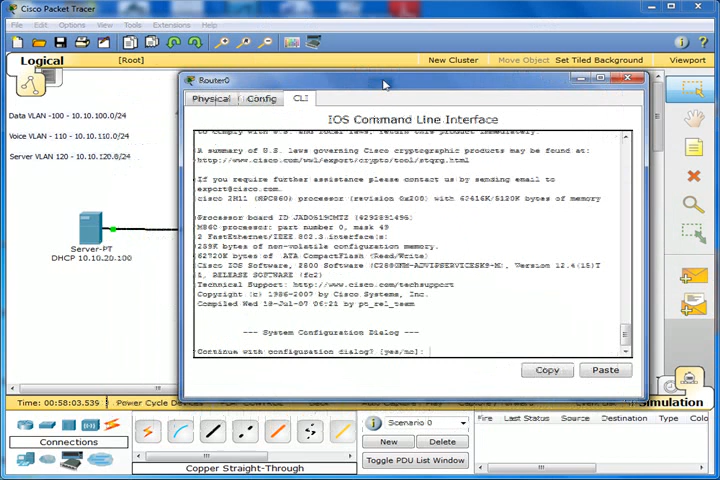 Cisco Packet Tracer
File Edit Options View Tools Extensions Help
Logical [Root] New Cluster Move Object Set Tiled Background Viewport
Data VLAN -100 - 10.10.100.0/24
Voice VLAN - 110 - 10.10.110.0/24
Server VLAN 120 - 10.10.120.0/24
Server-PT
DHCP 10.10.20.100
Router0
Physical Config CLI
IOS Command Line Interface
to comply with U.S. and local laws, return this product immediately.
A summary of U.S. laws governing Cisco cryptographic products may be found at:
http://www.cisco.com/wwl/export/crypto/tool/stqrg.html
If you require further assistance please contact us by sending email to
export@cisco.com.
cisco 2811 (MPC860) processor (revision 0x200) with 60416K/5120K bytes of memory
Processor board ID JAD05190MTZ (4292891495)
M860 processor: part number 0, mask 49
2 FastEthernet/IEEE 802.3 interface(s)
239K bytes of non-volatile configuration memory.
62720K bytes of ATA CompactFlash (Read/Write)
Cisco IOS Software, 2800 Software (C2800NM-ADVIPSERVICESK9-M), Version 12.4(15)T
1, RELEASE SOFTWARE (fc2)
Technical Support: http://www.cisco.com/techsupport
Copyright (c) 1986-2007 by Cisco Systems, Inc.
Compiled Wed 18-Jul-07 06:21 by pt_rel_team
--- System Configuration Dialog ---
Continue with configuration dialog? [yes/no]:
Copy Paste
Time: 00:58:03.539 Power Cycle Devices
Simulation
Connections
Copper Straight-Through
Scenario 0
New Delete
Toggle PDU List Window
Fire Last Status Source Destination Type Colo